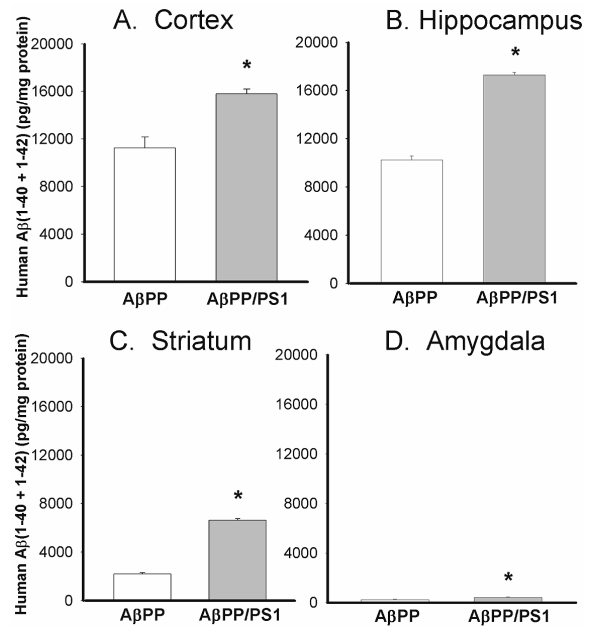 A. Cortex
Human Aβ(1-40 + 1-42) (pg/mg protein)
20000
16000
12000
8000
4000
0
*
AβPP AβPP/PS1
B. Hippocampus
20000
16000
12000
8000
4000
0
*
AβPP AβPP/PS1
C. Striatum
Human Aβ(1-40 + 1-42) (pg/mg protein)
20000
16000
12000
8000
4000
0
*
AβPP AβPP/PS1
D. Amygdala
20000
16000
12000
8000
4000
0
*
AβPP AβPP/PS1